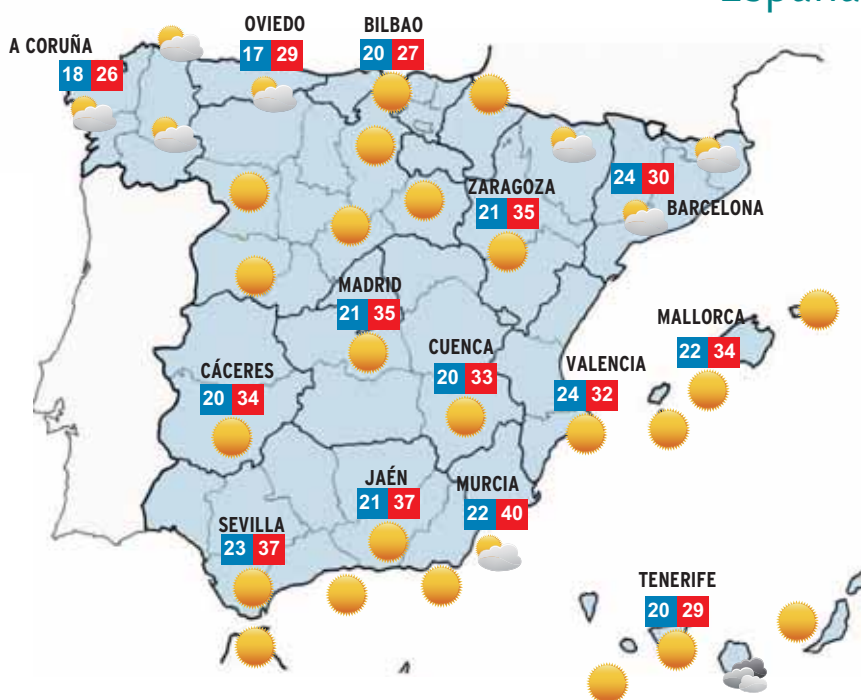 España
OVIEDO
17 29
BILBAO
20 27
A CORUÑA
18 26
ZARAGOZA
21 35
24 30
BARCELONA
MADRID
21 35
MALLORCA
22 34
CUENCA
20 33
VALENCIA
24 32
CÁCERES
20 34
JAÉN
21 37
MURCIA
22 40
SEVILLA
23 37
TENERIFE
20 29